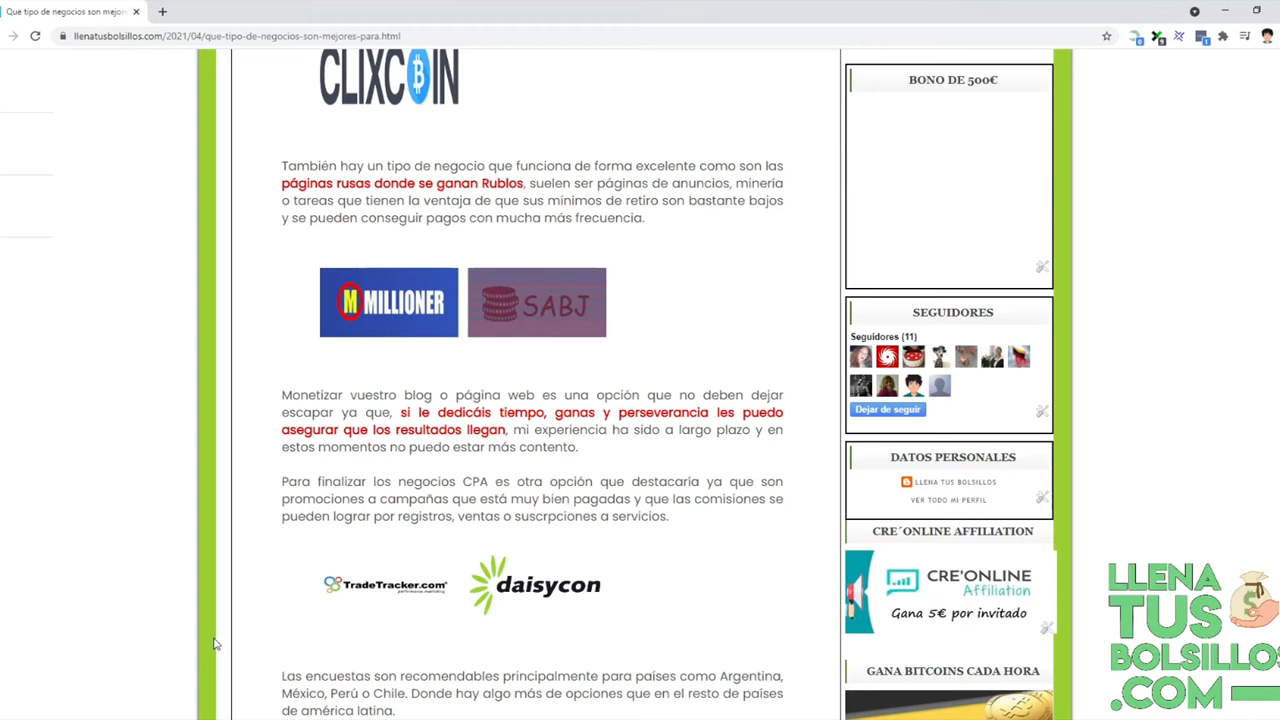 Que tipo de negocios son mejor
llenatusbolsillos.com/2021/04/que-tipo-de-negocios-son-mejores-para.html
CLIXCOIN
También hay un tipo de negocio que funciona de forma excelente como son las
páginas rusas donde se ganan Rublos, suelen ser páginas de anuncios, minería
o tareas que tienen la ventaja de que sus mínimos de retiro son bastante bajos
y se pueden conseguir pagos con mucha más frecuencia.
M MILLIONER
SABJ
Monetizar vuestro blog o página web es una opción que no deben dejar
escapar ya que, si le dedicáis tiempo, ganas y perseverancia les puedo
asegurar que los resultados llegan, mi experiencia ha sido a largo plazo y en
estos momentos no puedo estar más contento.
Para finalizar los negocios CPA es otra opción que destacaría ya que son
promociones a campañas que está muy bien pagadas y que las comisiones se
pueden lograr por registros, ventas o suscrpciones a servicios.
TradeTracker.com
performance marketing
daisycon
Las encuestas son recomendables principalmente para países como Argentina,
México, Perú o Chile. Donde hay algo más de opciones que en el resto de países
de américa latina.
BONO DE 500€
SEGUIDORES
Seguidores (11)
Dejar de seguir
DATOS PERSONALES
LLENA TUS BOLSILLOS
VER TODO MI PERFIL
CRE´ONLINE AFFILIATION
CRE'ONLINE
Affiliation
Gana 5€ por invitado
GANA BITCOINS CADA HORA
LLENA
TUS
BOLSILLOS
.COM